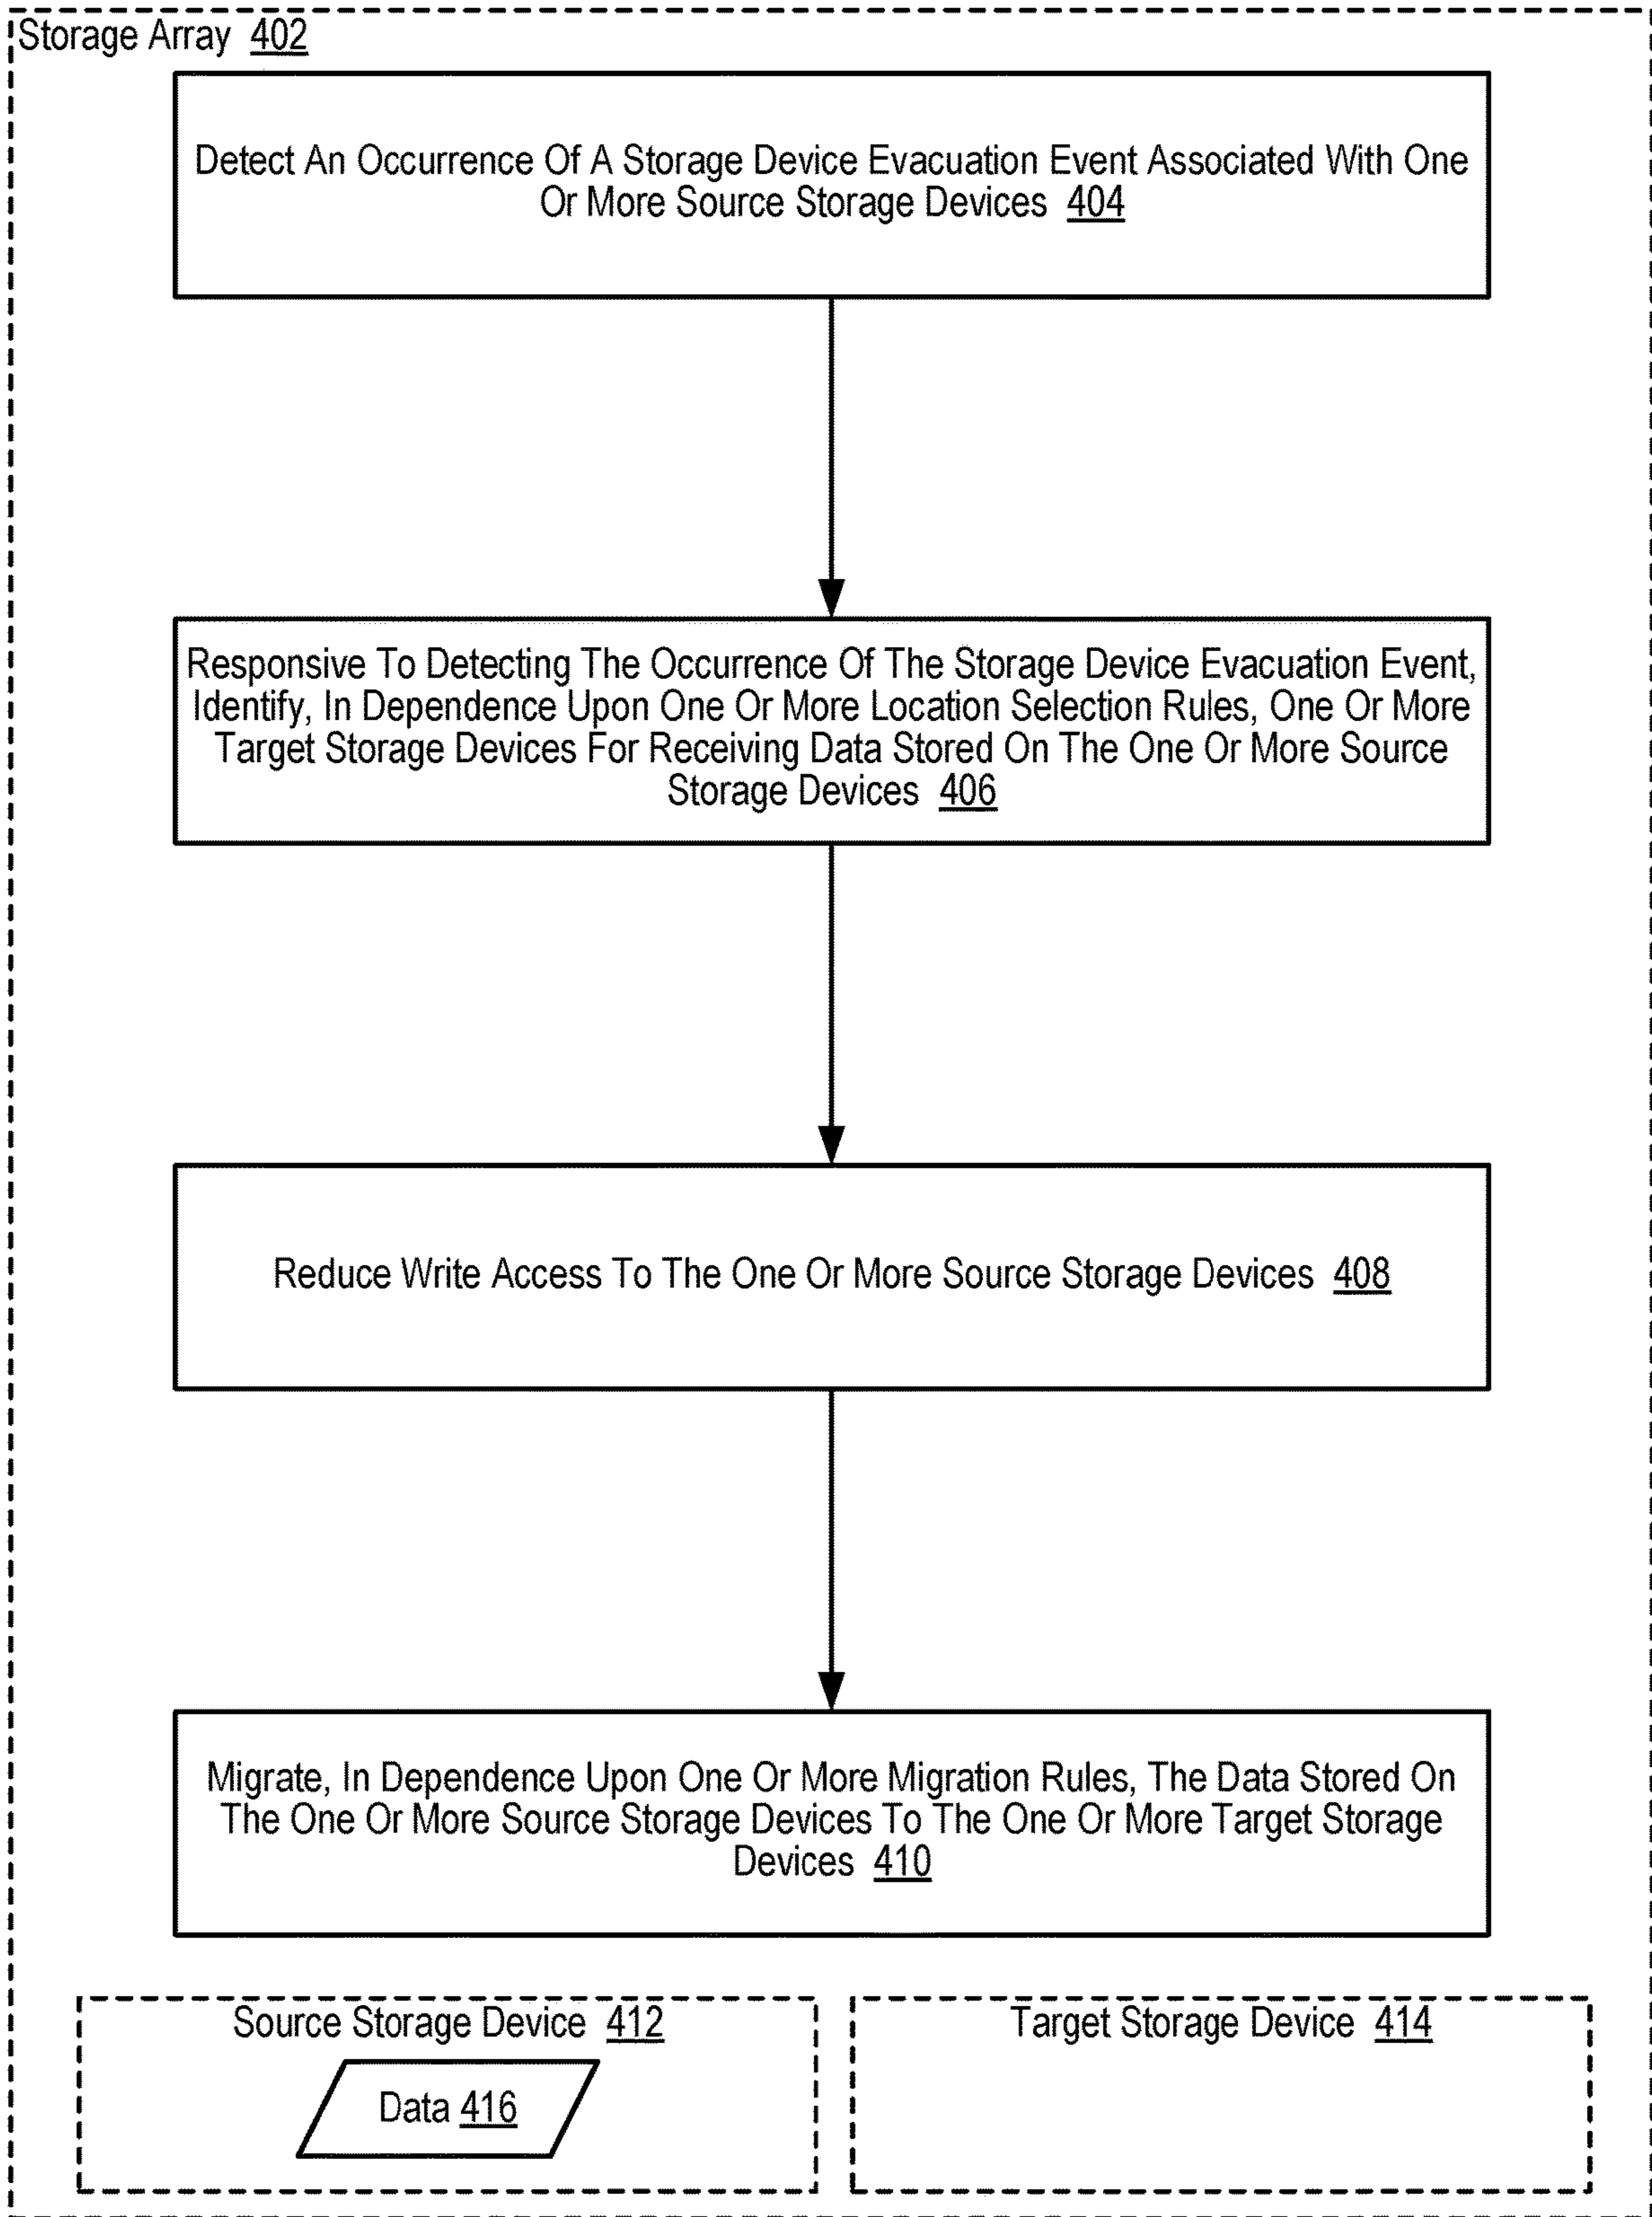 Storage Array 402
Detect An Occurrence Of A Storage Device Evacuation Event Associated With One
Or More Source Storage Devices 404
Responsive To Detecting The Occurrence Of The Storage Device Evacuation Event,
Identify, In Dependence Upon One Or More Location Selection Rules, One Or More
Target Storage Devices For Receiving Data Stored On The One Or More Source
Storage Devices 406
Reduce Write Access To The One Or More Source Storage Devices 408
Migrate, In Dependence Upon One Or More Migration Rules, The Data Stored On
The One Or More Source Storage Devices To The One Or More Target Storage
Devices 410
Source Storage Device 412
Data 416
Target Storage Device 414